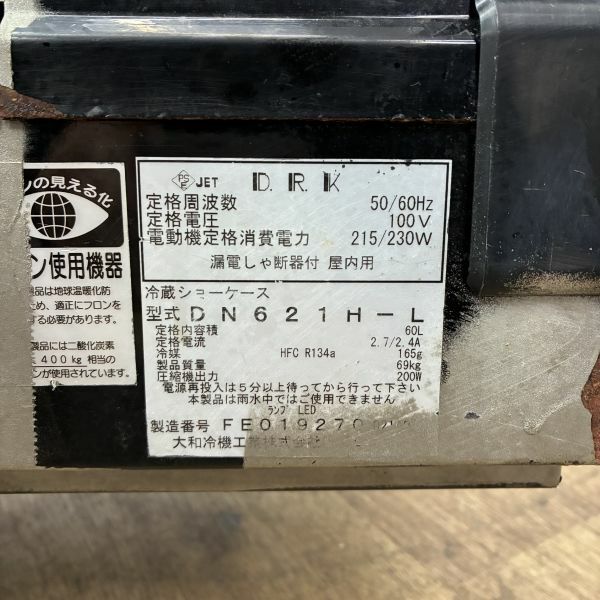 ンの見える化
ン使用機器
製品は地球温暖化防
ため、適正にフロンを
する必要があります。
製品には二酸化炭素
400kg 相当の
ンが使用されています。
PS E JET D.R.K
定格周波数 50/60Hz
定格電圧 100V
電動機定格消費電力 215/230W
漏電しゃ断器付 屋内用
冷蔵ショーケース
型式 DN621H-L
定格内容積 60L
定格電流 2.7/2.4A
冷媒 HFC R134a 165g
製品質量 69kg
圧縮機出力 200W
電源再投入は5分以上待ってから行って下さい
本製品は雨水中ではご使用できません
ランプ LED
製造番号 FE019270
大和冷機工業株式会社